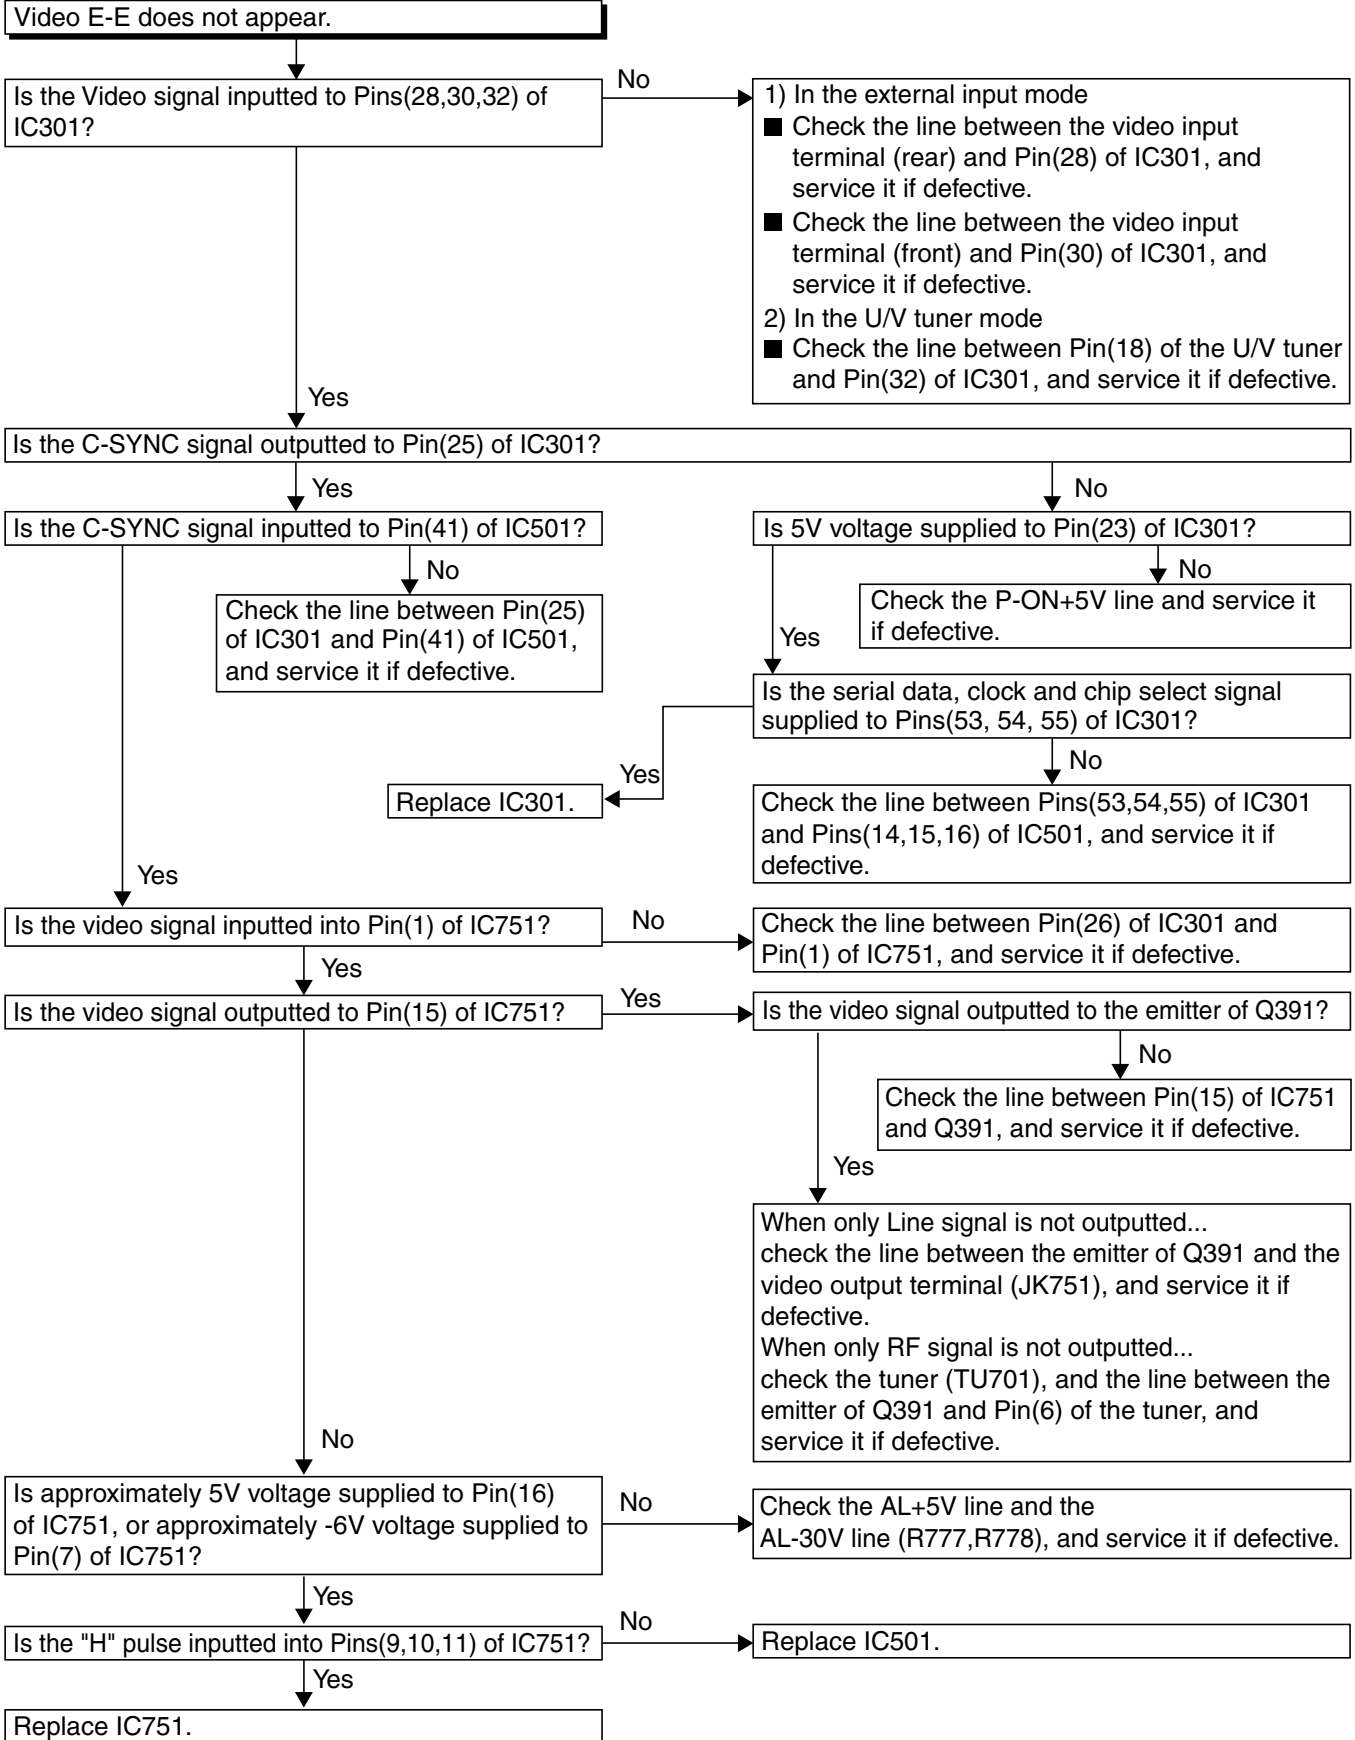 Video E-E does not appear.
Is the Video signal inputted to Pins(28,30,32) of
IC301?
No
1) In the external input mode
■ Check the line between the video input
terminal (rear) and Pin(28) of IC301, and
service it if defective.
■ Check the line between the video input
terminal (front) and Pin(30) of IC301, and
service it if defective.
2) In the U/V tuner mode
■ Check the line between Pin(18) of the U/V tuner
and Pin(32) of IC301, and service it if defective.
Yes
Is the C-SYNC signal outputted to Pin(25) of IC301?
Yes
No
Is the C-SYNC signal inputted to Pin(41) of IC501?
Is 5V voltage supplied to Pin(23) of IC301?
No
No
Check the line between Pin(25)
of IC301 and Pin(41) of IC501,
and service it if defective.
Check the P-ON+5V line and service it
if defective.
Yes
Is the serial data, clock and chip select signal
supplied to Pins(53, 54, 55) of IC301?
Yes
No
Replace IC301.
Check the line between Pins(53,54,55) of IC301
and Pins(14,15,16) of IC501, and service it if
defective.
Yes
Is the video signal inputted into Pin(1) of IC751?
No
Check the line between Pin(26) of IC301 and
Pin(1) of IC751, and service it if defective.
Yes
Is the video signal outputted to Pin(15) of IC751?
Yes
Is the video signal outputted to the emitter of Q391?
No
Check the line between Pin(15) of IC751
and Q391, and service it if defective.
Yes
When only Line signal is not outputted...
check the line between the emitter of Q391 and the
video output terminal (JK751), and service it if
defective.
When only RF signal is not outputted...
check the tuner (TU701), and the line between the
emitter of Q391 and Pin(6) of the tuner, and
service it if defective.
No
Is approximately 5V voltage supplied to Pin(16)
of IC751, or approximately -6V voltage supplied to
Pin(7) of IC751?
No
Check the AL+5V line and the
AL-30V line (R777,R778), and service it if defective.
Yes
Is the "H" pulse inputted into Pins(9,10,11) of IC751?
No
Replace IC501.
Yes
Replace IC751.